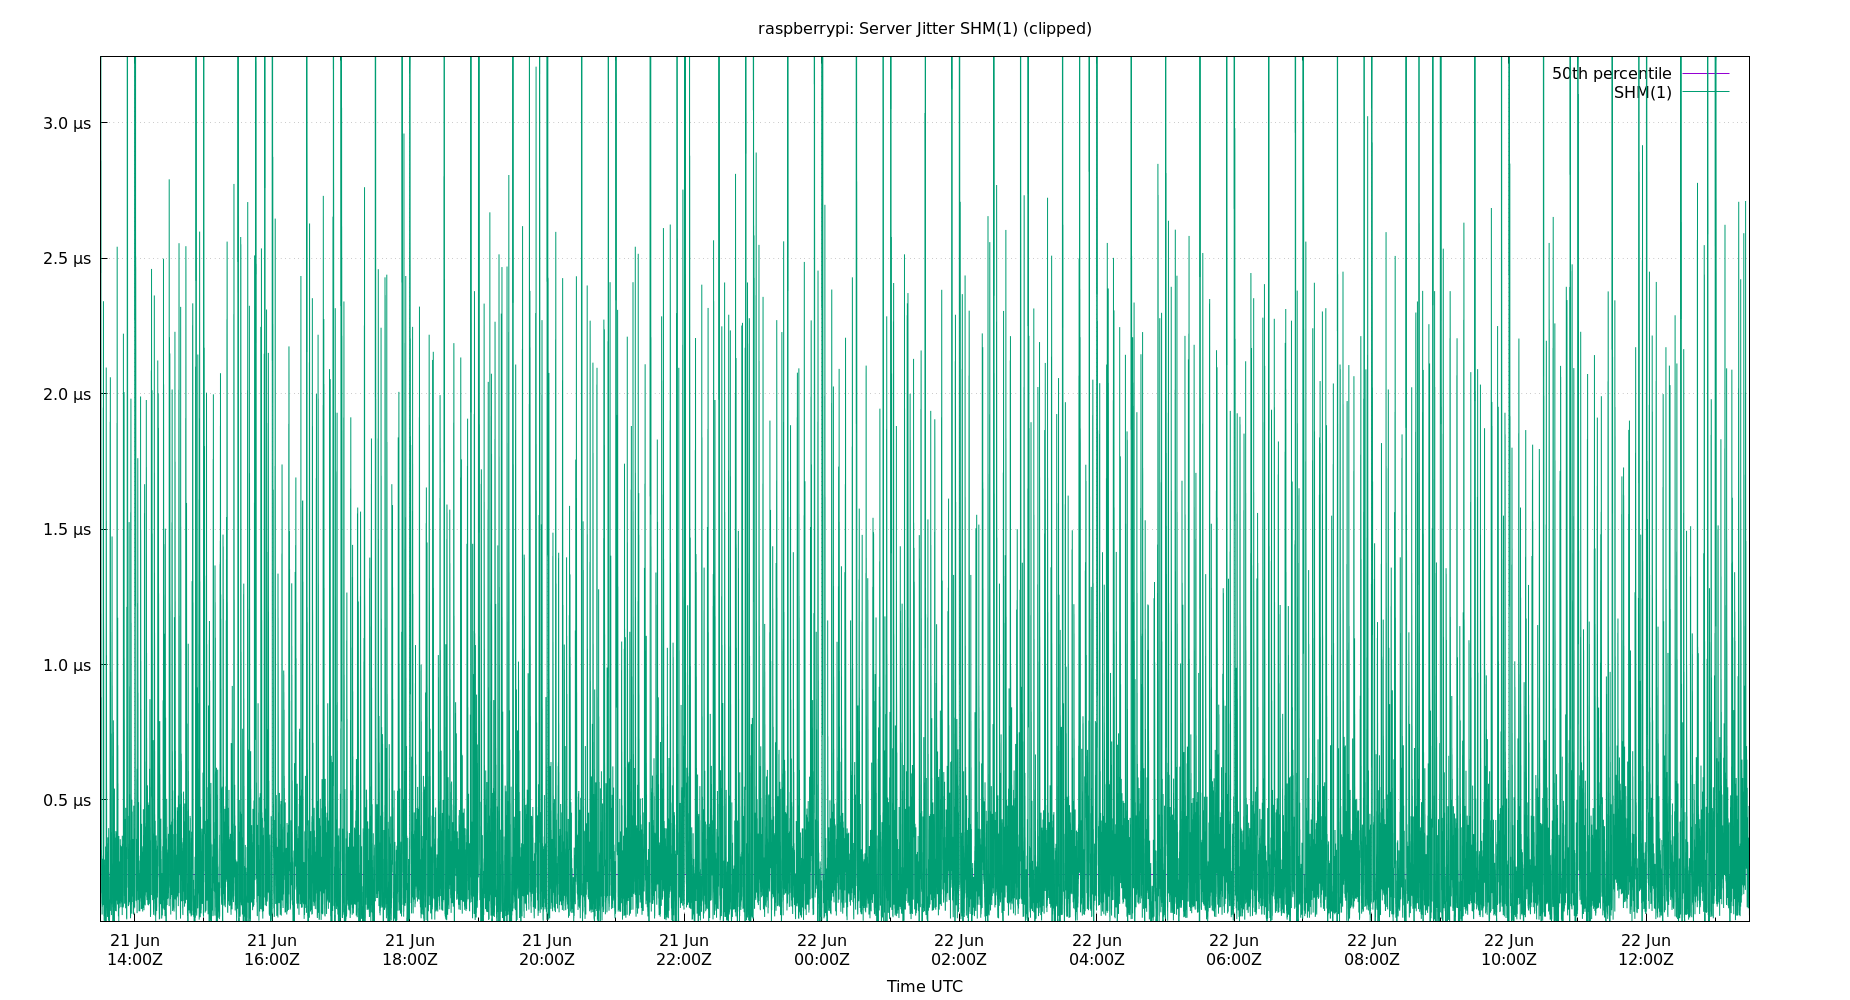 raspberrypi: Server Jitter SHM(1) (clipped)
50th percentile
SHM(1)
3.0 µs
2.5 µs
2.0 µs
1.5 µs
1.0 µs
0.5 µs
21 Jun 21 Jun 21 Jun 21 Jun 21 Jun 22 Jun 22 Jun 22 Jun 22 Jun 22 Jun 22 Jun 22 Jun
14:00Z 16:00Z 18:00Z 20:00Z 22:00Z 00:00Z 02:00Z 04:00Z 06:00Z 08:00Z 10:00Z 12:00Z
Time UTC